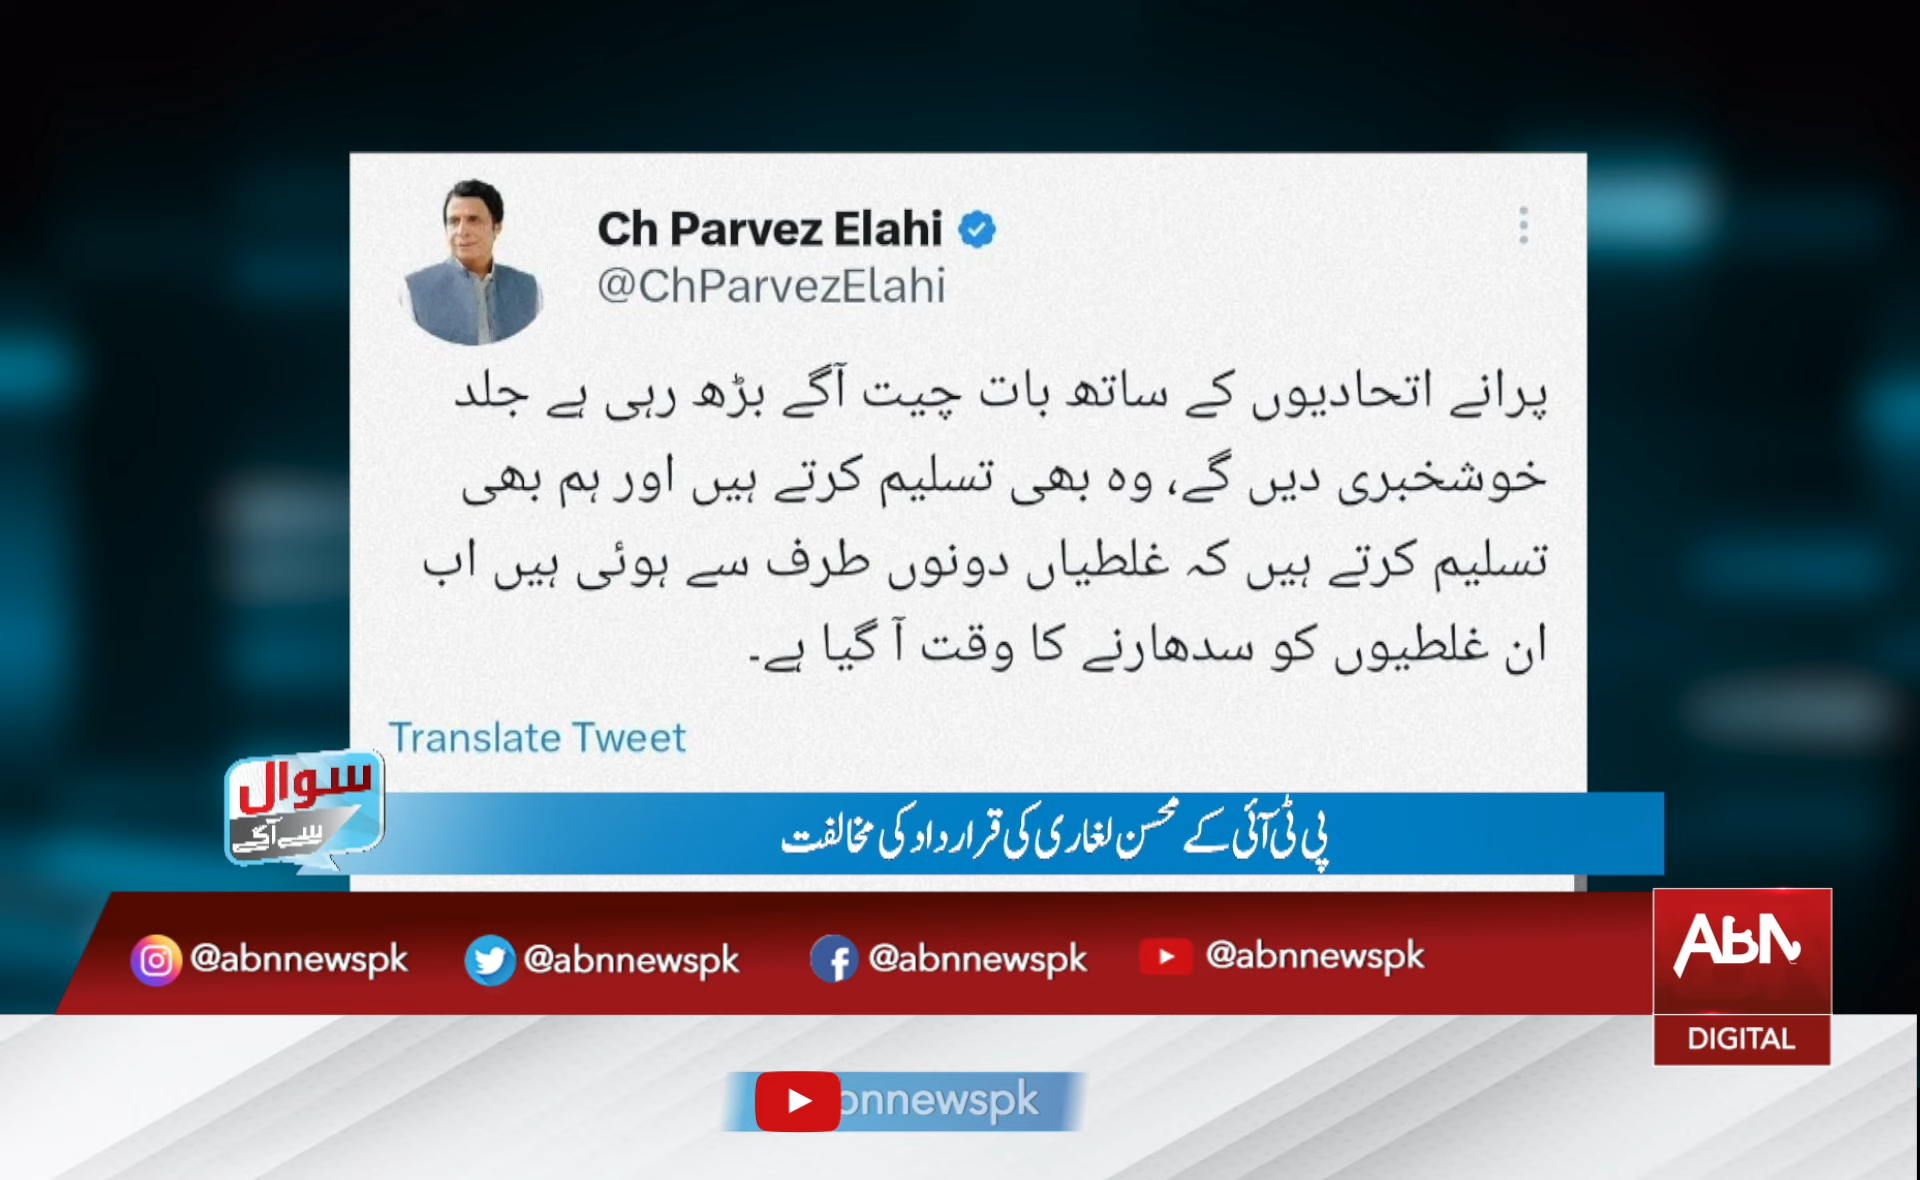 Ch Parvez Elahi
@ChParvezElahi
پرانے اتحادیوں کے ساتھ بات چیت آگے بڑھ رہی ہے جلد
خوشخبری دیں گے، وہ بھی تسلیم کرتے ہیں اور ہم بھی
تسلیم کرتے ہیں کہ غلطیاں دونوں طرف سے ہوئی ہیں اب
ان غلطیوں کو سدھارنے کا وقت آ گیا ہے۔
Translate Tweet
سوال
سے آگے
پی ٹی آئی کے محسن لغاری کی قرارداد کی مخالفت
@abnnewspk @abnnewspk @abnnewspk @abnnewspk
ABN
DIGITAL
bnnewspk